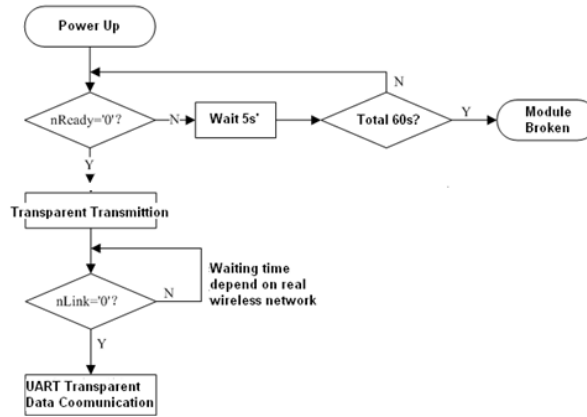 Power Up
N
nReady='0'?
N
Wait 5s'
Total 60s?
Y
Module
Broken
Y
Transparent Transmittion
Waiting time
depend on real
wireless network
nLink='0'?
N
Y
UART Transparent
Data Coomunication